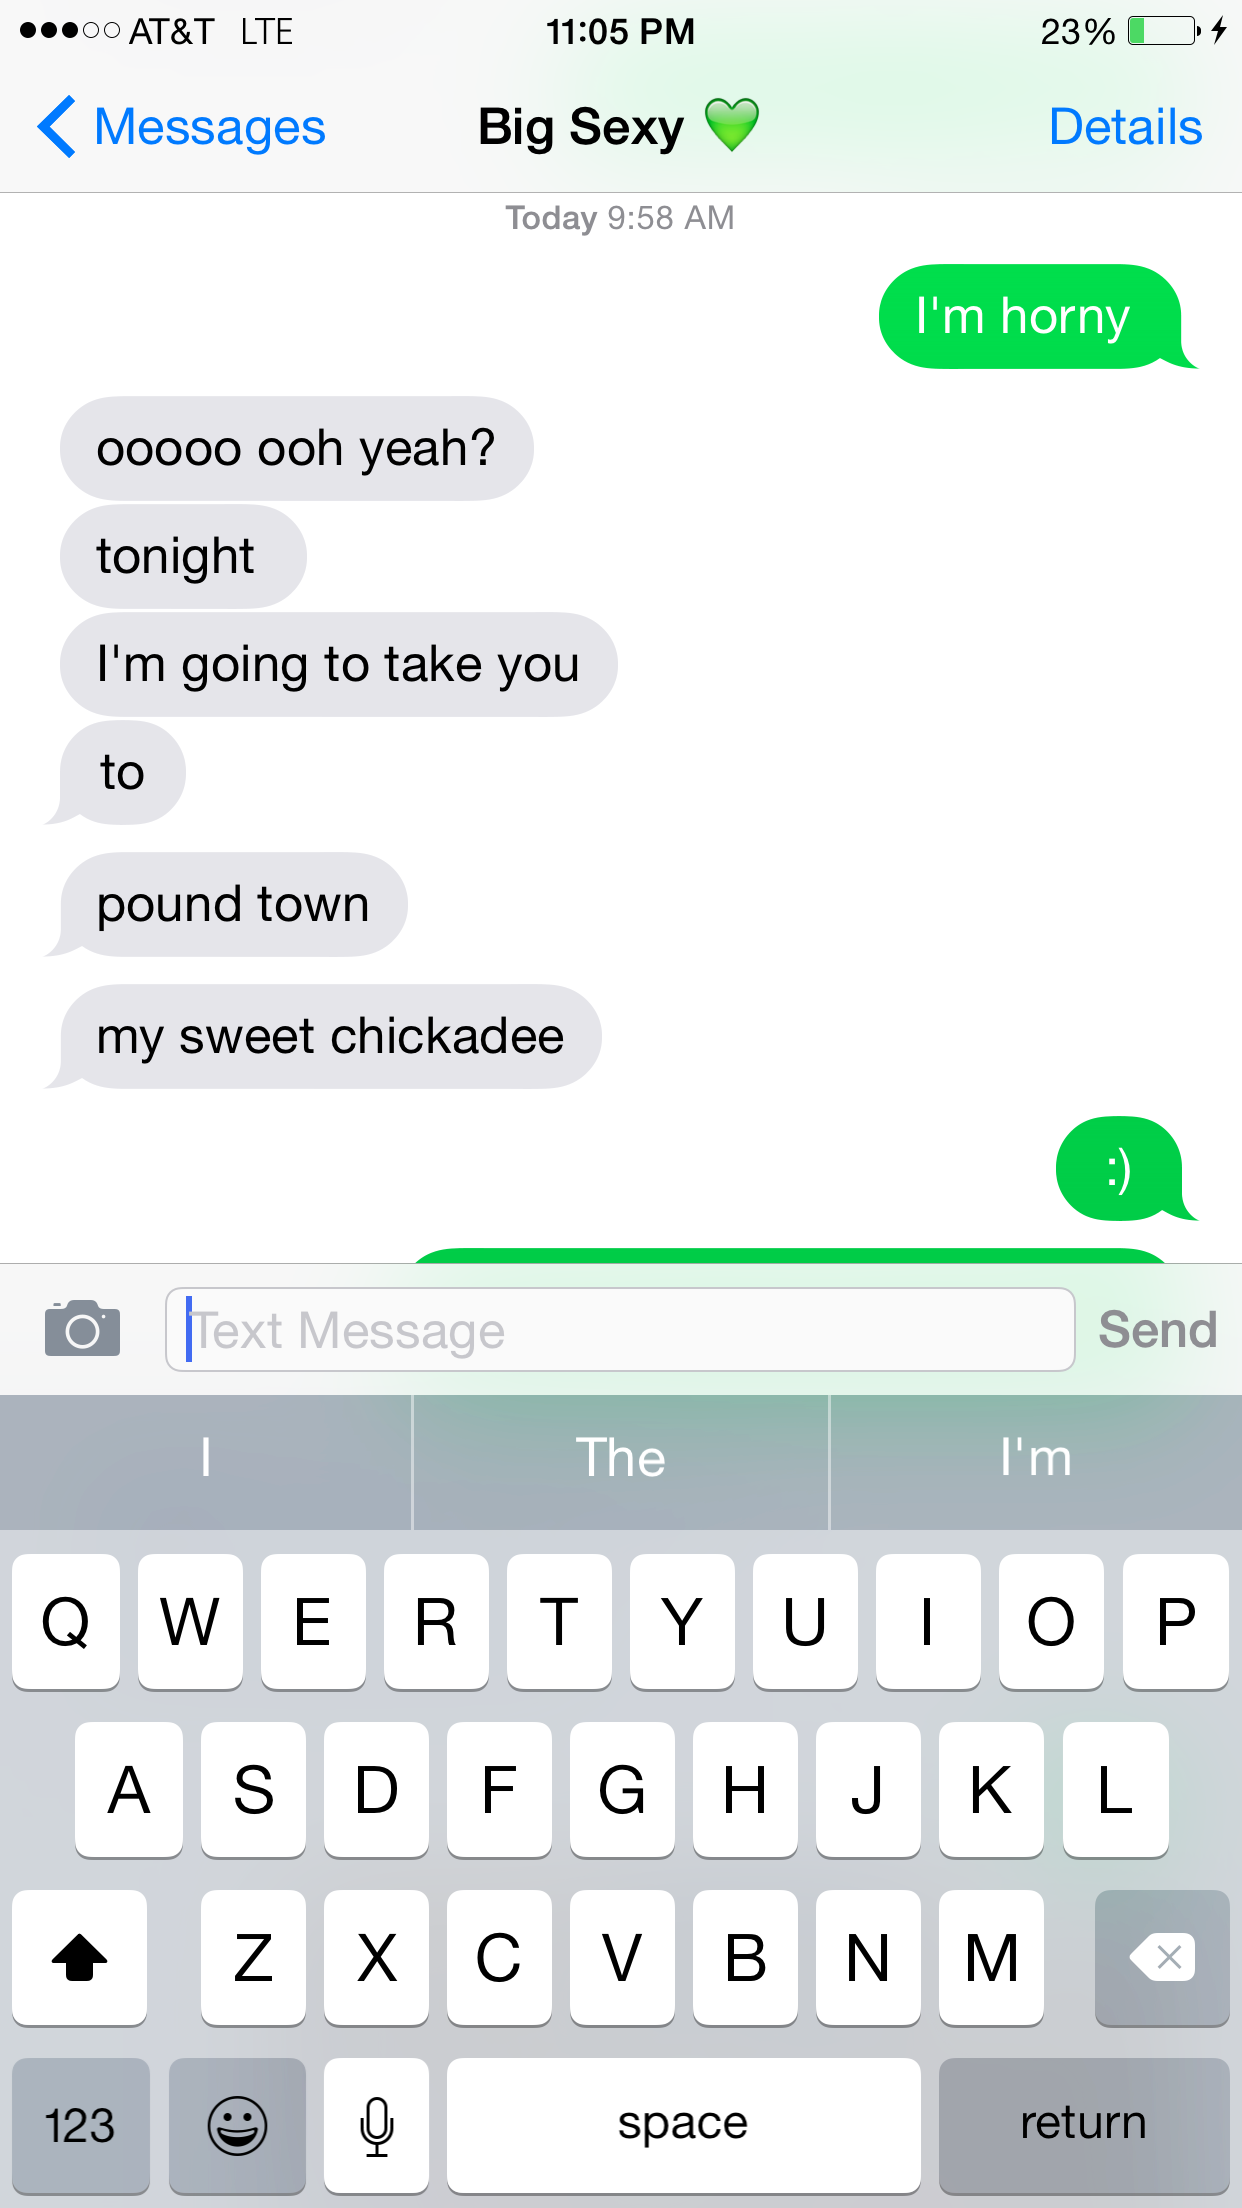 AT&T LTE 11:05 PM 23%
Messages Big Sexy 💚 Details
Today 9:58 AM
I'm horny
ooooo ooh yeah?
tonight
I'm going to take you
to
pound town
my sweet chickadee
:)
Text Message Send
I The I'm
Q W E R T Y U I O P
A S D F G H J K L
Z X C V B N M
123 space return